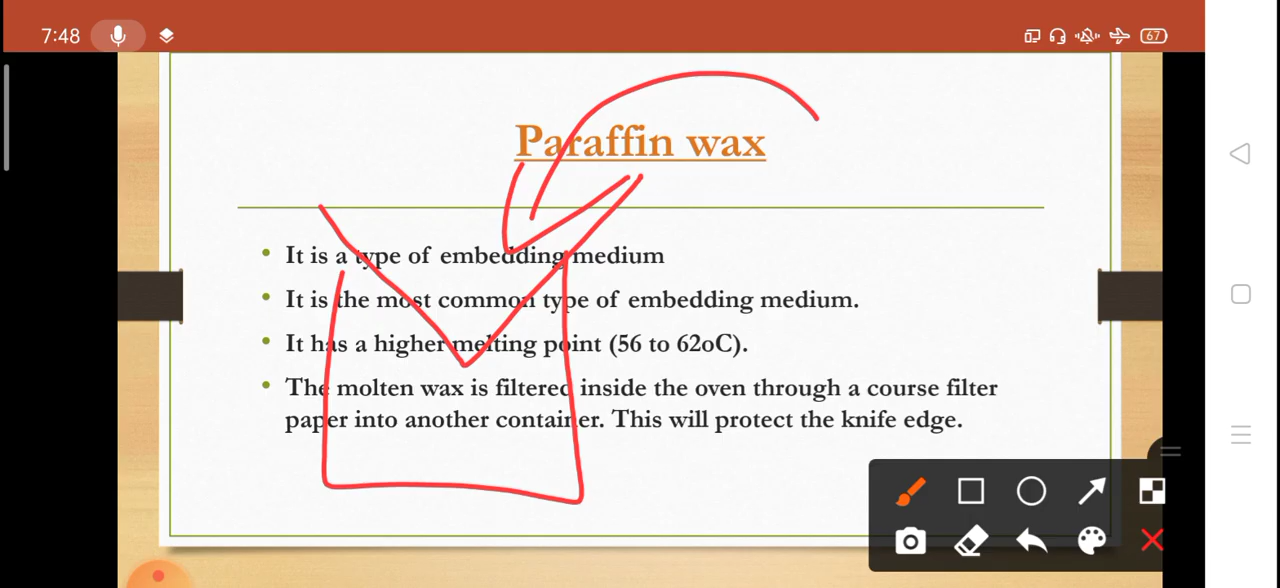 7:48
67
Paraffin wax
• It is a type of embedding medium
• It is the most common type of embedding medium.
• It has a higher melting point (56 to 62oC).
• The molten wax is filtered inside the oven through a course filter
paper into another container. This will protect the knife edge.